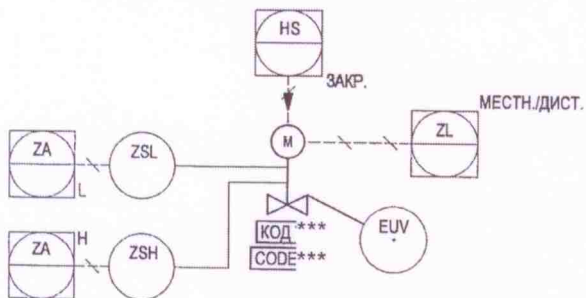 HS
ЗАКР.
МЕСТН./ДИСТ.
M
ZL
ZA
L
ZSL
ZA
H
ZSH
КОД ***
CODE ***
EUV
*